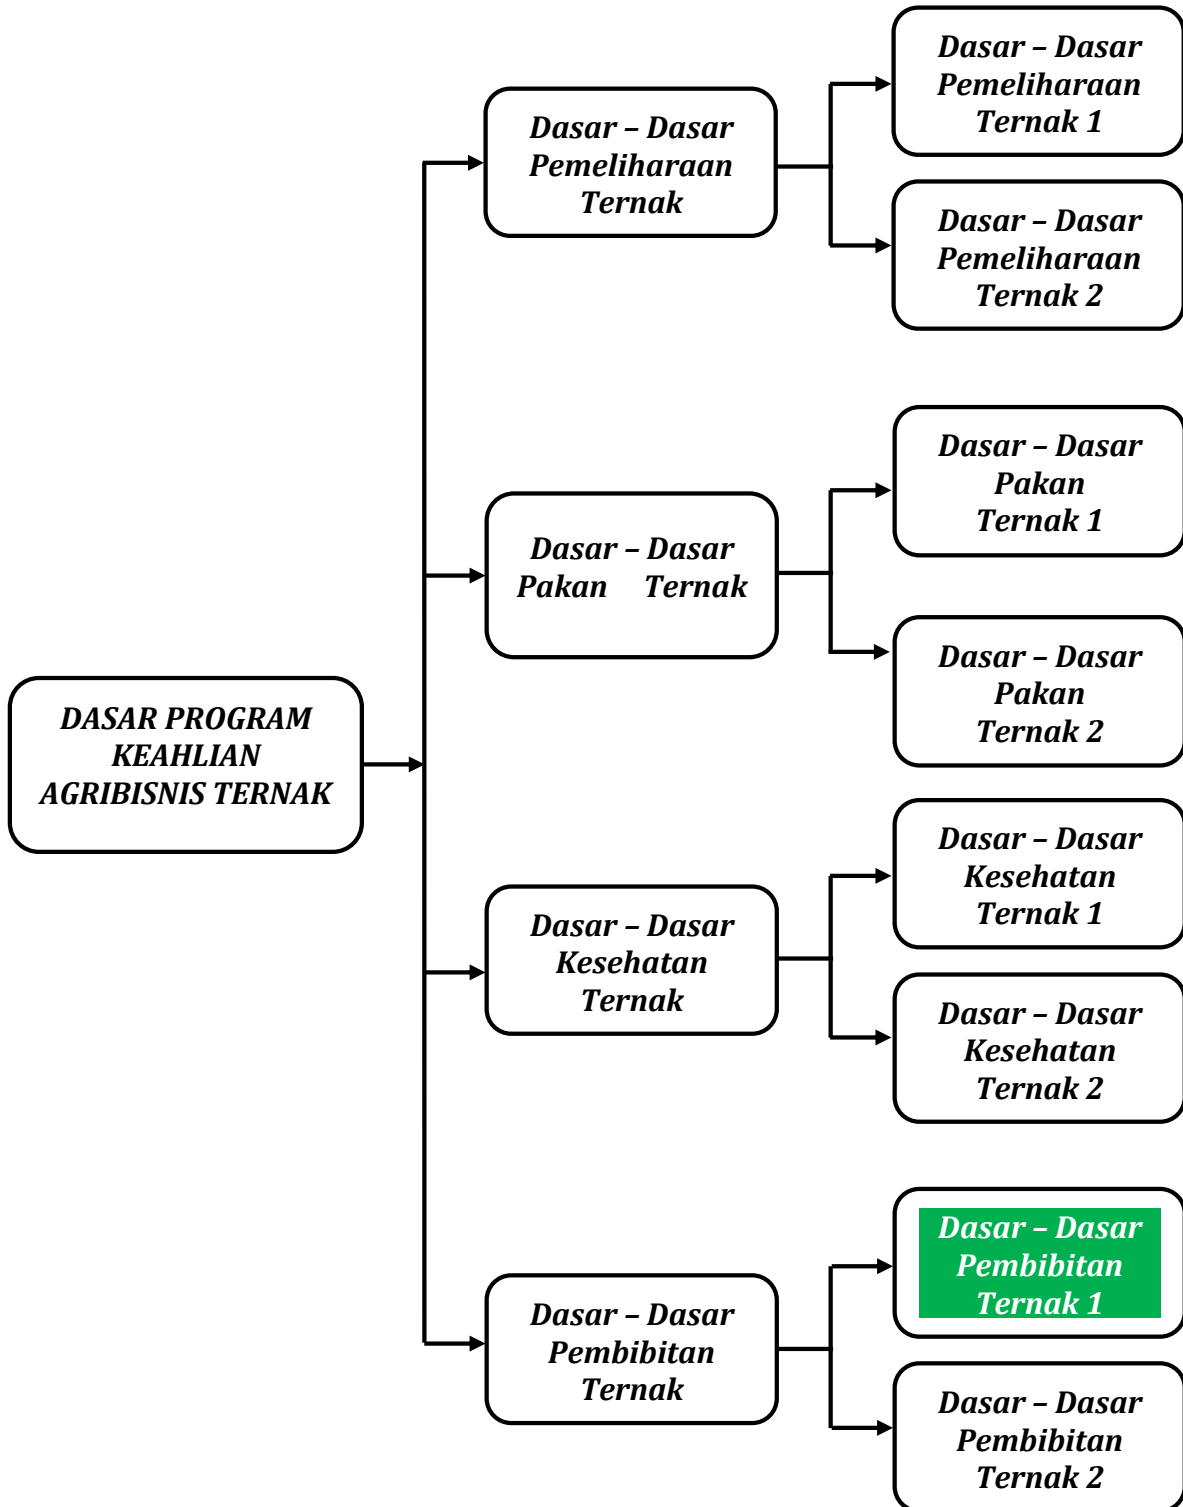 DASAR PROGRAM
KEAHLIAN
AGRIBISNIS TERNAK
Dasar – Dasar
Pemeliharaan
Ternak
Dasar – Dasar
Pemeliharaan
Ternak 1
Dasar – Dasar
Pemeliharaan
Ternak 2
Dasar – Dasar
Pakan Ternak
Dasar – Dasar
Pakan
Ternak 1
Dasar – Dasar
Pakan
Ternak 2
Dasar – Dasar
Kesehatan
Ternak
Dasar – Dasar
Kesehatan
Ternak 1
Dasar – Dasar
Kesehatan
Ternak 2
Dasar – Dasar
Pembibitan
Ternak
Dasar – Dasar
Pembibitan
Ternak 1
Dasar – Dasar
Pembibitan
Ternak 2